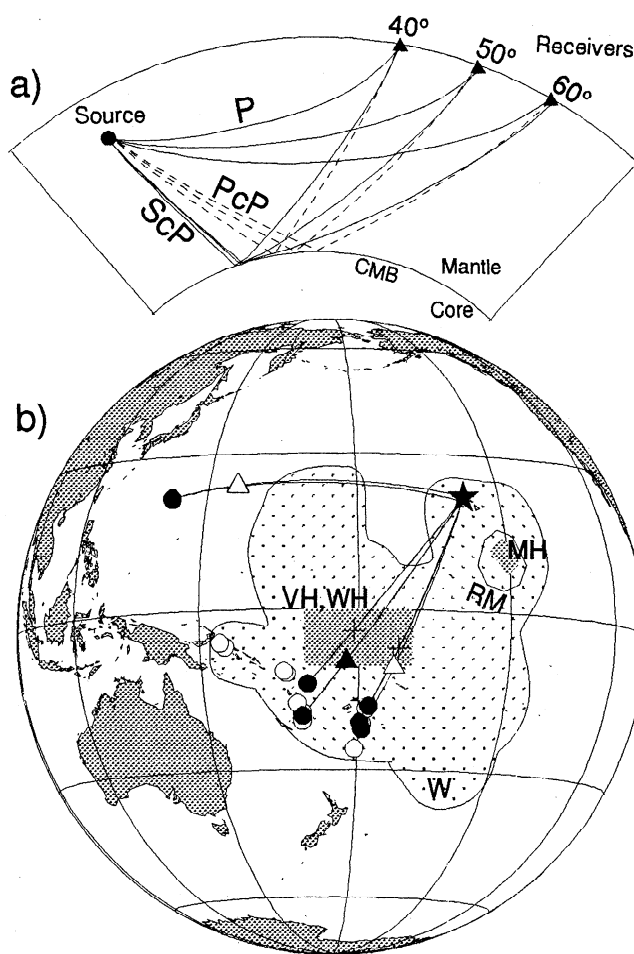 40°
50° Receivers
a)
60°
Source
P
PcP
ScP
CMB Mantle
Core
b)
MH
VH,WH
RM
W